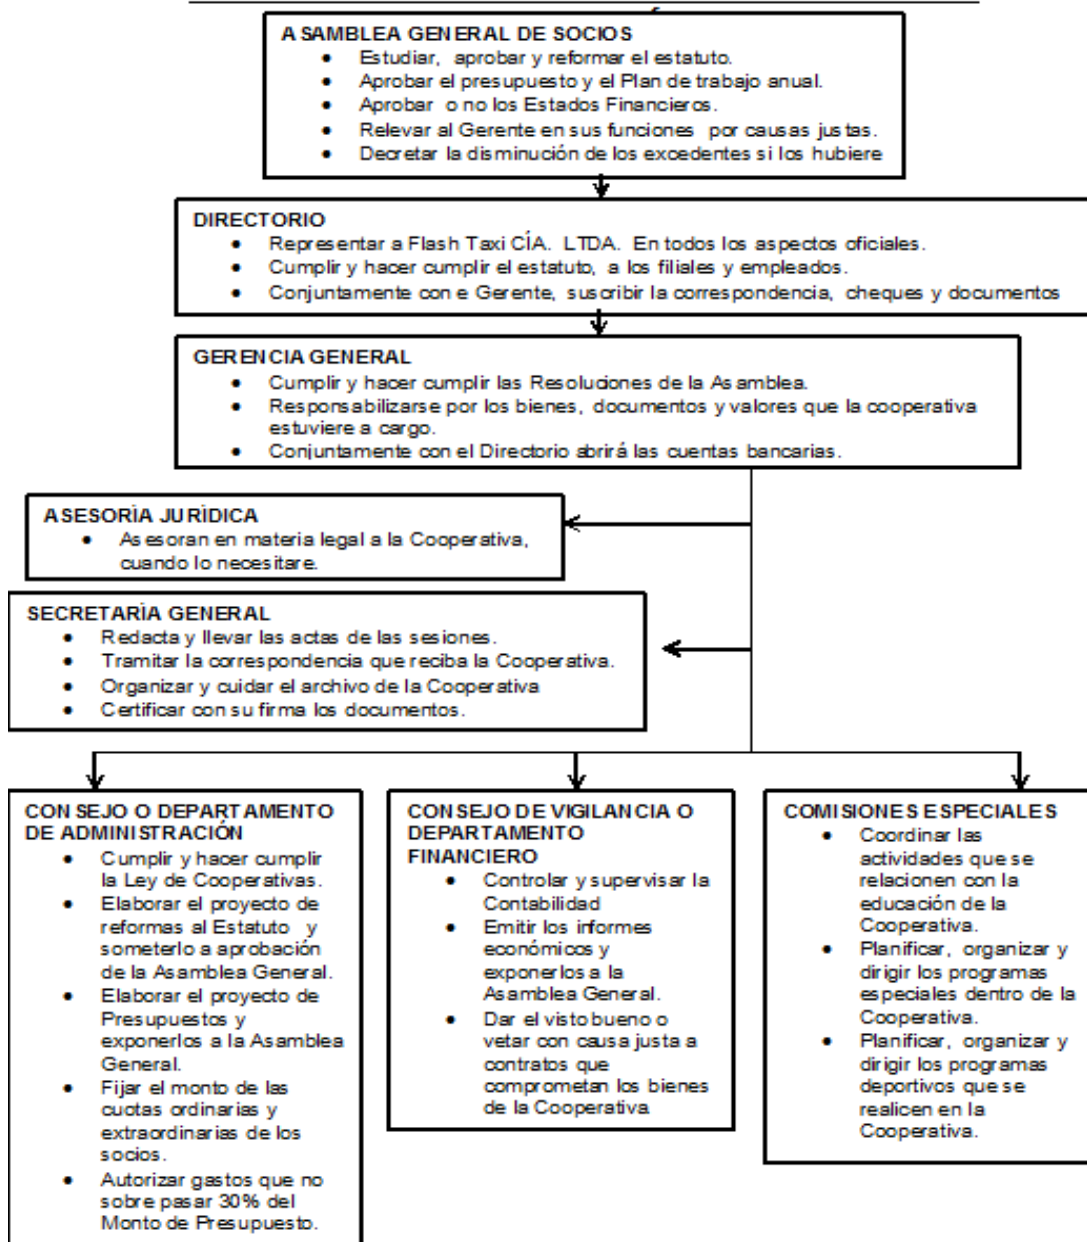 ASAMBLEA GENERAL DE SOCIOS
• Estudiar, aprobar y reformar el estatuto.
• Aprobar el presupuesto y el Plan de trabajo anual.
• Aprobar o no los Estados Financieros.
• Relevar al Gerente en sus funciones por causas justas.
• Decretar la disminución de los excedentes si los hubiere
DIRECTORIO
• Representar a Flash Taxi CÍA. LTDA. En todos los aspectos oficiales.
• Cumplir y hacer cumplir el estatuto, a los filiales y empleados.
• Conjuntamente con e Gerente, suscribir la correspondencia, cheques y documentos
GERENCIA GENERAL
• Cumplir y hacer cumplir las Resoluciones de la Asamblea.
• Responsabilizarse por los bienes, documentos y valores que la cooperativa
estuviere a cargo.
• Conjuntamente con el Directorio abrirá las cuentas bancarias.
ASESORÌA JURÌDICA
• Asesoran en materia legal a la Cooperativa,
cuando lo necesitare.
SECRETARÌA GENERAL
• Redacta y llevar las actas de las sesiones.
• Tramitar la correspondencia que reciba la Cooperativa.
• Organizar y cuidar el archivo de la Cooperativa
• Certificar con su firma los documentos.
CONSEJO O DEPARTAMENTO
DE ADMINISTRACIÓN
• Cumplir y hacer cumplir
la Ley de Cooperativas.
• Elaborar el proyecto de
reformas al Estatuto y
someterlo a aprobación
de la Asamblea General.
• Elaborar el proyecto de
Presupuestos y
exponerlos a la Asamblea
General.
• Fijar el monto de las
cuotas ordinarias y
extraordinarias de los
socios.
• Autorizar gastos que no
sobre pasar 30% del
Monto de Presupuesto.
CONSEJO DE VIGILANCIA O
DEPARTAMENTO
FINANCIERO
• Controlar y supervisar la
Contabilidad
• Emitir los informes
económicos y
exponerlos a la
Asamblea General.
• Dar el visto bueno o
vetar con causa justa a
contratos que
comprometan los bienes
de la Cooperativa
COMISIONES ESPECIALES
• Coordinar las
actividades que se
relacionen con la
educación de la
Cooperativa.
• Planificar, organizar y
dirigir los programas
especiales dentro de la
Cooperativa.
• Planificar, organizar y
dirigir los programas
deportivos que se
realicen en la
Cooperativa.